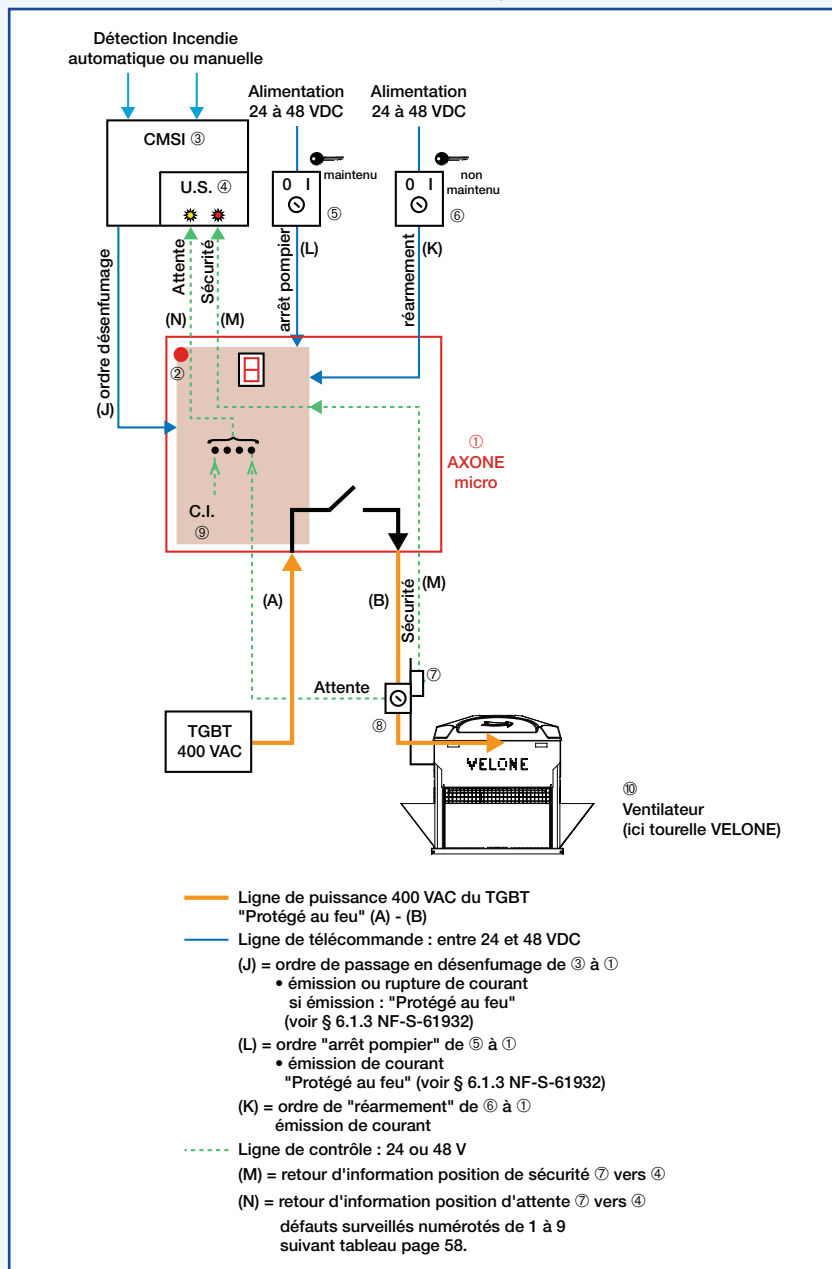 Détection Incendie
automatique ou manuelle
Alimentation
24 à 48 VDC
Alimentation
24 à 48 VDC
CMSI ③
U.S. ④
0 I
maintenu
⑤
0 I
non
maintenu
⑥
(J) ordre désenfumage
Attente
Sécurité
(N)
(M)
arrêt pompier
(L)
réarmement
(K)
②
8
①
AXONE
micro
C.I.
⑨
(A)
(B)
Sécurité
(M)
Attente
⑦
⑧
TGBT
400 VAC
VELONE
⑩
Ventilateur
(ici tourelle VELONE)
Ligne de puissance 400 VAC du TGBT
"Protégé au feu" (A) - (B)
Ligne de télécommande : entre 24 et 48 VDC
(J) = ordre de passage en désenfumage de ③ à ①
• émission ou rupture de courant
si émission : "Protégé au feu"
(voir § 6.1.3 NF-S-61932)
(L) = ordre "arrêt pompier" de ⑤ à ①
• émission de courant
"Protégé au feu" (voir § 6.1.3 NF-S-61932)
(K) = ordre de "réarmement" de ⑥ à ①
émission de courant
Ligne de contrôle : 24 ou 48 V
(M) = retour d'information position de sécurité ⑦ vers ④
(N) = retour d'information position d'attente ⑦ vers ④
défauts surveillés numérotés de 1 à 9
suivant tableau page 58.